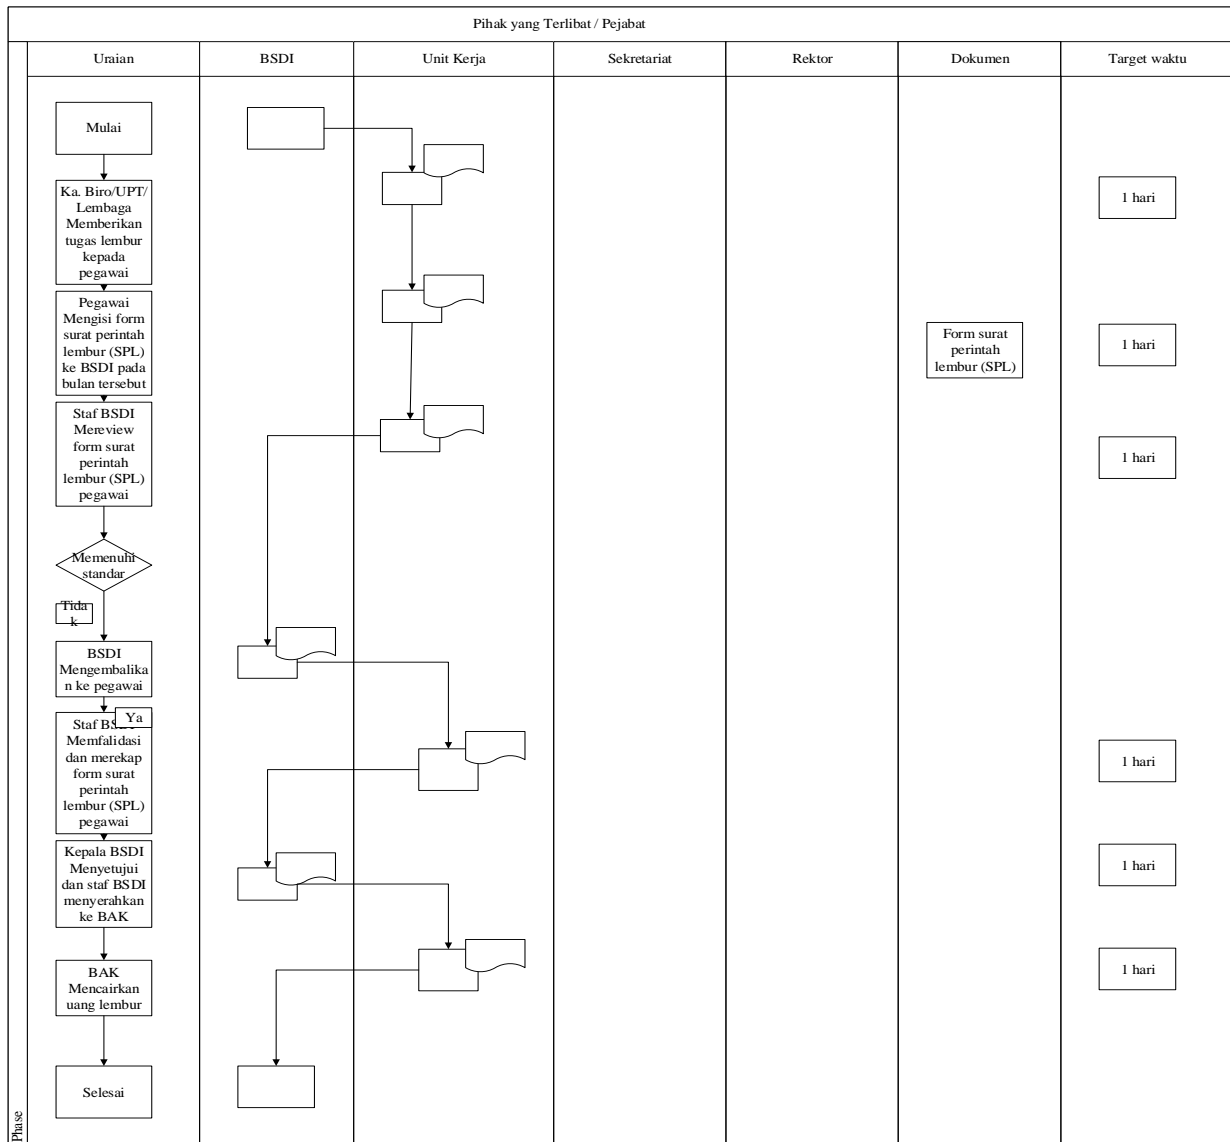 Pihak yang Terlibat / Pejabat
Uraian
BSDI
Unit Kerja
Sekretariat
Rektor
Dokumen
Target waktu
Mulai
Ka. Biro/UPT/
Lembaga
Memberikan
tugas lembur
kepada
pegawai
1 hari
Pegawai
Mengisi form
surat perintah
lembur (SPL)
ke BSDI pada
bulan tersebut
Form surat
perintah
lembur (SPL)
1 hari
Staf BSDI
Mereview
form surat
perintah
lembur (SPL)
pegawai
1 hari
Memenuhi
standar
Tida
k
BSDI
Mengembalika
n ke pegawai
Ya
Staf BSDI
Memfalidasi
dan merekap
form surat
perintah
lembur (SPL)
pegawai
1 hari
Kepala BSDI
Menyetujui
dan staf BSDI
menyerahkan
ke BAK
1 hari
BAK
Mencairkan
uang lembur
1 hari
Selesai
Phase